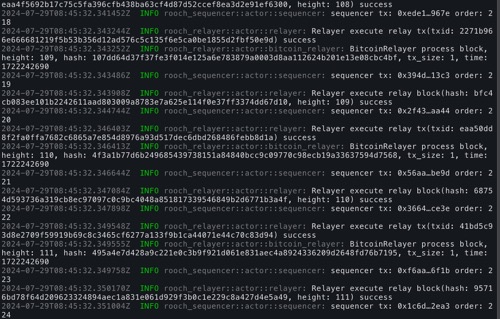 eaa4f5692b17c75c5fa396cfb438ba63cf4d87d52ccef8ea3d2e91ef6300, height: 108) success
2024-07-29T08:45:32.341452Z INFO rooch_sequencer::actor::sequencer: sequencer tx: 0xede1…967e order: 218
2024-07-29T08:45:32.343244Z INFO rooch_relayer::actor::relayer: Relayer execute relay tx(txid: 2271b966e666681219f5b53b356d12ad57fe65c135f6e5ca0be1855d2fbf50e9d) success
2024-07-29T08:45:32.343252Z INFO rooch_relayer::actor::bitcoin_relayer: BitcoinRelayer process block, height: 109, hash: 107dd64d37f37fe3f014e125a6e783879a0003d8aa112624b201e13e08cbc4bf, tx_size: 1, time: 1722242690
2024-07-29T08:45:32.343486Z INFO rooch_sequencer::actor::sequencer: sequencer tx: 0x394d…13c3 order: 219
2024-07-29T08:45:32.343908Z INFO rooch_relayer::actor::relayer: Relayer execute relay block(hash: bfc4cb083ee101b2242611aad803009a8783e7a625e114f0e37ff3374dd67d10, height: 109) success
2024-07-29T08:45:32.344744Z INFO rooch_sequencer::actor::sequencer: sequencer tx: 0x2f43…aa44 order: 220
2024-07-29T08:45:32.346403Z INFO rooch_relayer::actor::relayer: Relayer execute relay tx(txid: eaa50dd8f2fa0ffa7682c6865a7e854d8976a93d517dec6dbd268486febb8d1a) success
2024-07-29T08:45:32.346413Z INFO rooch_relayer::actor::bitcoin_relayer: BitcoinRelayer process block, height: 110, hash: 4f3a1b77d6b249685439738151a84840bcc9c09770c98ecb19a33637594d7568, tx_size: 1, time: 1722242690
2024-07-29T08:45:32.346644Z INFO rooch_sequencer::actor::sequencer: sequencer tx: 0x56aa…be9d order: 221
2024-07-29T08:45:32.347084Z INFO rooch_relayer::actor::relayer: Relayer execute relay block(hash: 68754d593736a319cb8ec97097c0c9bc4048a85181733954684 9b2d6771b3a4f, height: 110) success
2024-07-29T08:45:32.347898Z INFO rooch_sequencer::actor::sequencer: sequencer tx: 0x3664…ce3e order: 222
2024-07-29T08:45:32.349548Z INFO rooch_relayer::actor::relayer: Relayer execute relay tx(txid: 41bd5c93d8e2709f59919b69c8c3465cf6277a133f9b1ca44071e44c70c83d94) success
2024-07-29T08:45:32.349555Z INFO rooch_relayer::actor::bitcoin_relayer: BitcoinRelayer process block, height: 111, hash: 495a4e7d428a9c221e0c3b9f921d061e831aec4a8924336209d2648fd76b7195, tx_size: 1, time: 1722242690
2024-07-29T08:45:32.349758Z INFO rooch_sequencer::actor::sequencer: sequencer tx: 0xf6aa…6f1b order: 223
2024-07-29T08:45:32.350170Z INFO rooch_relayer::actor::relayer: Relayer execute relay block(hash: 95716bd78f64d209623324894aec1a831e061d929f3b0c1e229c8a427d4e5a49, height: 111) success
2024-07-29T08:45:32.351004Z INFO rooch_sequencer::actor::sequencer: sequencer tx: 0x1c6d…2ea3 order: 224